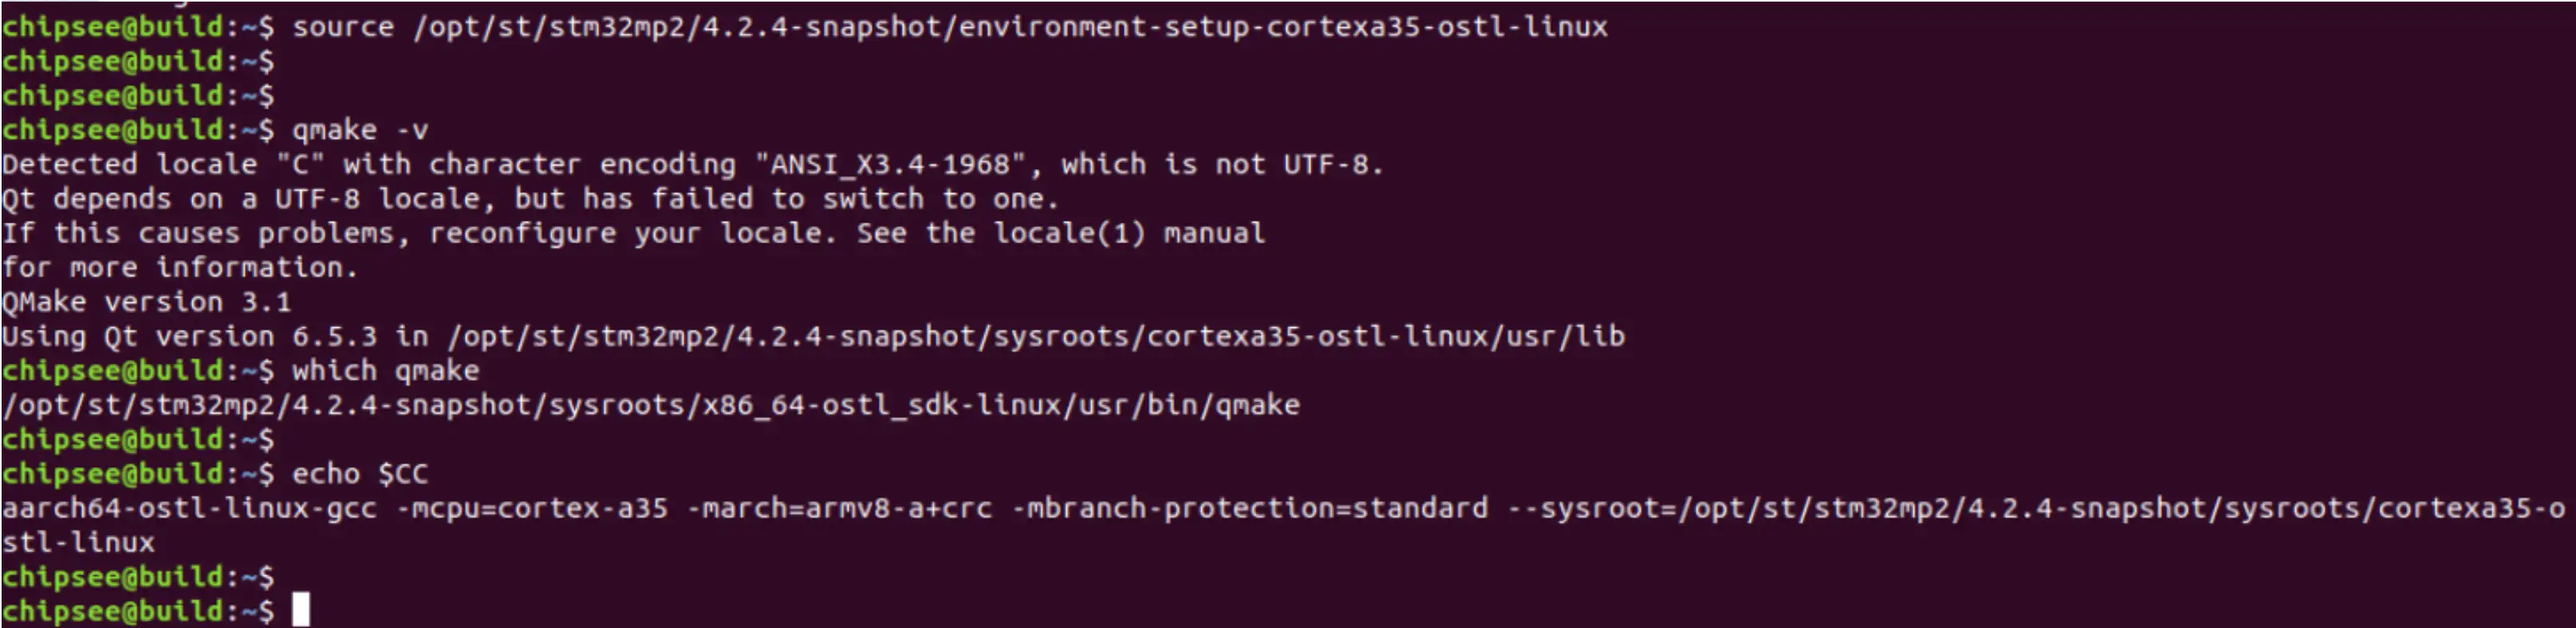 chipsee@build:~$ source /opt/st/stm32mp2/4.2.4-snapshot/environment-setup-cortexa35-ostl-linux
chipsee@build:~$
chipsee@build:~$
chipsee@build:~$ qmake -v
Detected locale "C" with character encoding "ANSI_X3.4-1968", which is not UTF-8.
Qt depends on a UTF-8 locale, but has failed to switch to one.
If this causes problems, reconfigure your locale. See the locale(1) manual
for more information.
QMake version 3.1
Using Qt version 6.5.3 in /opt/st/stm32mp2/4.2.4-snapshot/sysroots/cortexa35-ostl-linux/usr/lib
chipsee@build:~$ which qmake
/opt/st/stm32mp2/4.2.4-snapshot/sysroots/x86_64-ostl_sdk-linux/usr/bin/qmake
chipsee@build:~$
chipsee@build:~$ echo $CC
aarch64-ostl-linux-gcc -mcpu=cortex-a35 -march=armv8-a+crc -mbranch-protection=standard --sysroot=/opt/st/stm32mp2/4.2.4-snapshot/sysroots/cortexa35-o
stl-linux
chipsee@build:~$
chipsee@build:~$